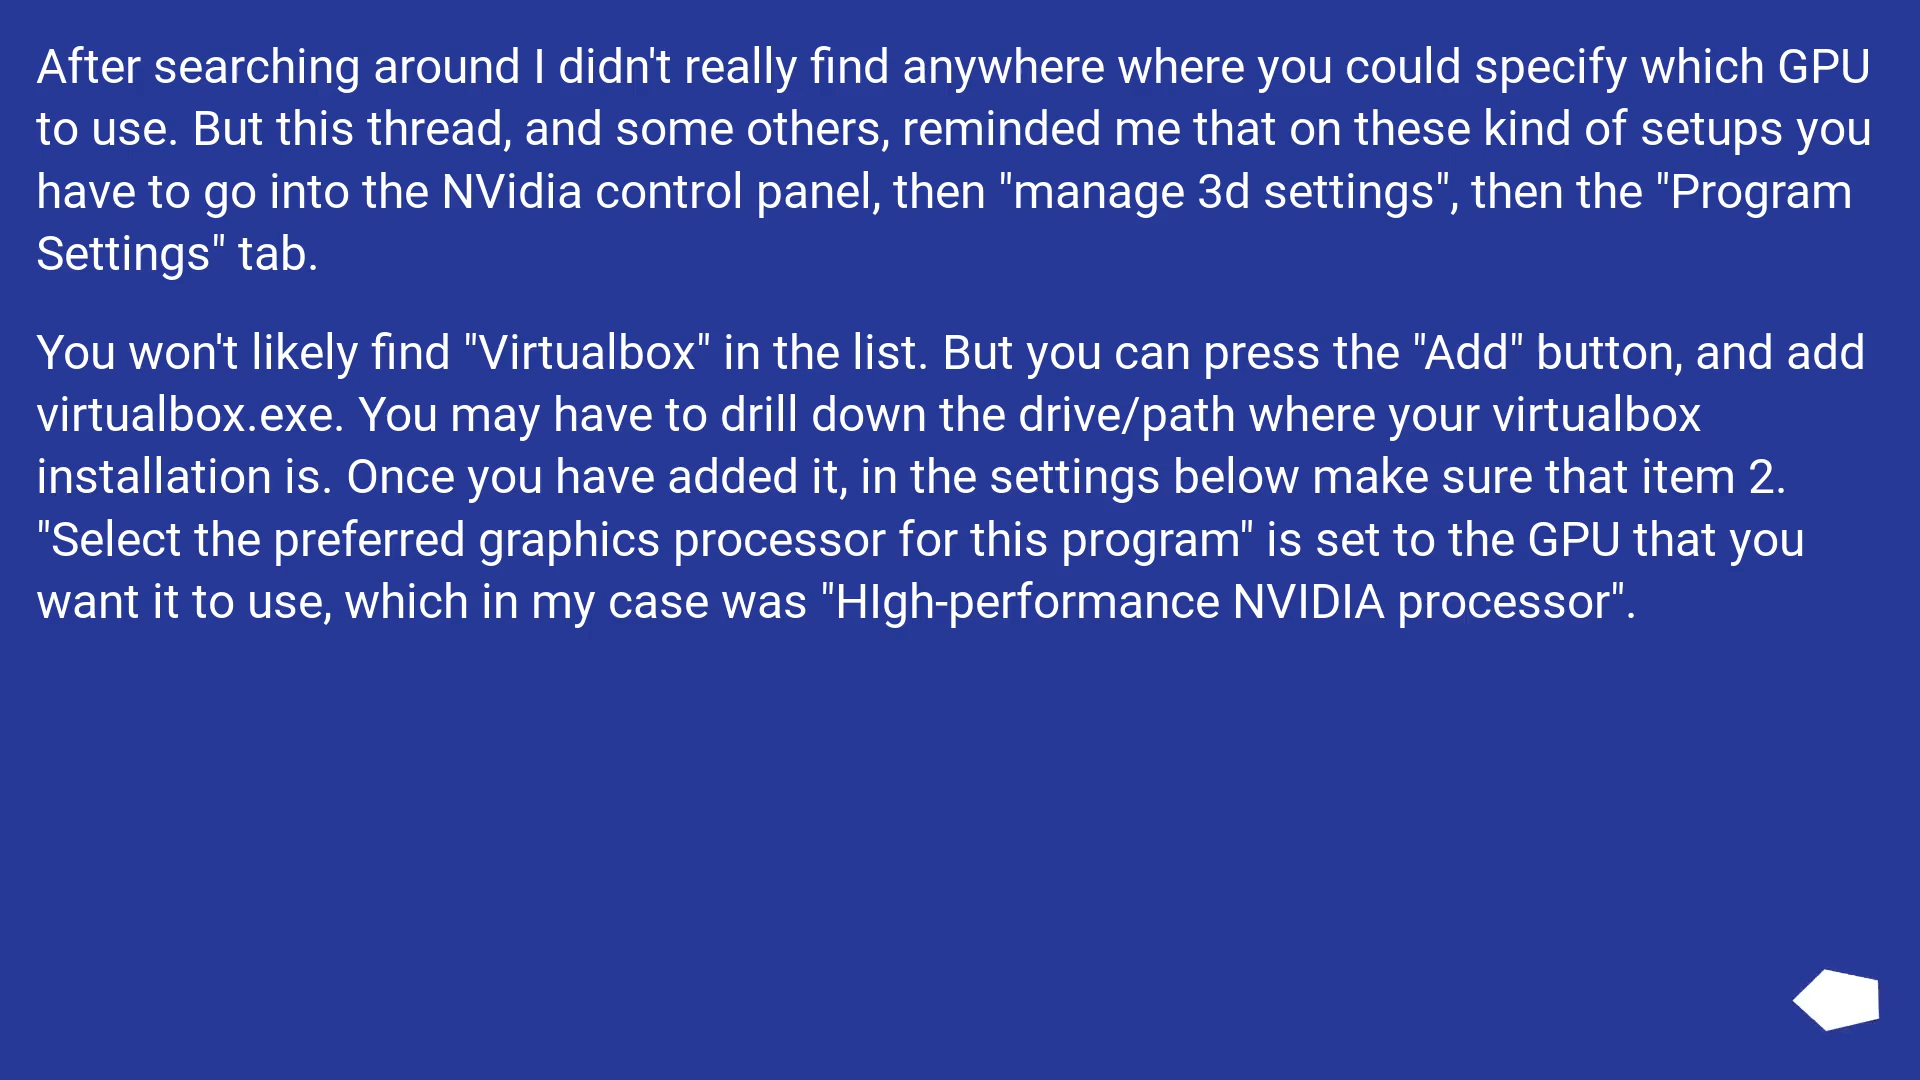 After searching around I didn't really find anywhere where you could specify which GPU
to use. But this thread, and some others, reminded me that on these kind of setups you
have to go into the NVidia control panel, then "manage 3d settings", then the "Program
Settings" tab.
You won't likely find "Virtualbox" in the list. But you can press the "Add" button, and add
virtualbox.exe. You may have to drill down the drive/path where your virtualbox
installation is. Once you have added it, in the settings below make sure that item 2.
"Select the preferred graphics processor for this program" is set to the GPU that you
want it to use, which in my case was "HIgh-performance NVIDIA processor".